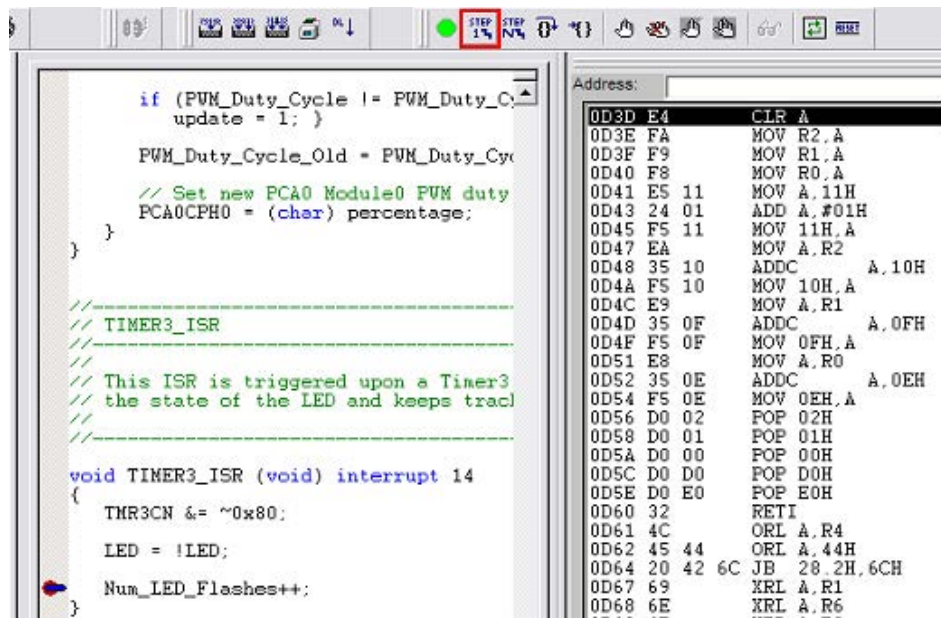 STEP 1 STEP N DL RESET
if (PWM_Duty_Cycle != PWM_Duty_Cy
update = 1; }
PWM_Duty_Cycle_Old = PWM_Duty_Cyc
// Set new PCA0 Module0 PWM duty
PCA0CPH0 = (char) percentage;
}
}
//-----------------------------------------
// TIMER3_ISR
//-----------------------------------------
//
// This ISR is triggered upon a Timer3
// the state of the LED and keeps track
//
//-----------------------------------------
void TIMER3_ISR (void) interrupt 14
{
TMR3CN &= ~0x80;
LED = !LED;
Num_LED_Flashes++;
}
Address:
0D3D E4 CLR A
0D3E FA MOV R2,A
0D3F F9 MOV R1,A
0D40 F8 MOV R0,A
0D41 E5 11 MOV A,11H
0D43 24 01 ADD A,#01H
0D45 F5 11 MOV 11H,A
0D47 EA MOV A,R2
0D48 35 10 ADDC A,10H
0D4A F5 10 MOV 10H,A
0D4C E9 MOV A,R1
0D4D 35 0F ADDC A,0FH
0D4F F5 0F MOV 0FH,A
0D51 E8 MOV A,R0
0D52 35 0E ADDC A,0EH
0D54 F5 0E MOV 0EH,A
0D56 D0 02 POP 02H
0D58 D0 01 POP 01H
0D5A D0 00 POP 00H
0D5C D0 D0 POP D0H
0D5E D0 E0 POP E0H
0D60 32 RETI
0D61 4C ORL A,R4
0D62 45 44 ORL A,44H
0D64 20 42 6C JB 28.2H,6CH
0D67 69 XRL A,R1
0D68 6E XRL A,R6